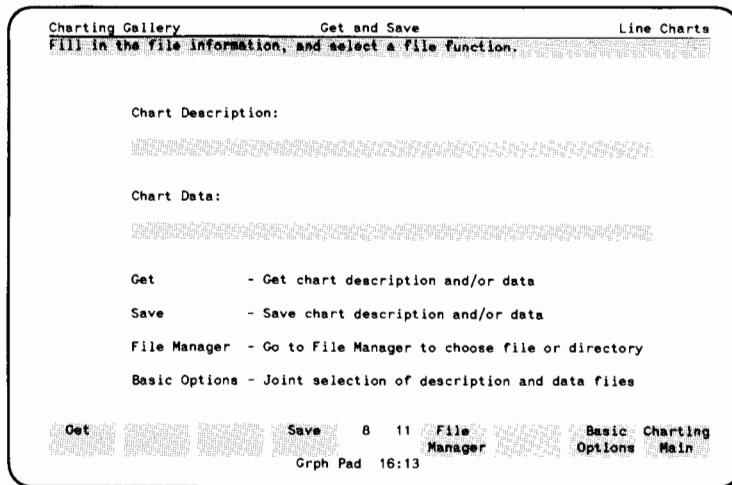 Charting Gallery Get and Save Line Charts
Fill in the file information, and select a file function.
Chart Description:
Chart Data:
Get - Get chart description and/or data
Save - Save chart description and/or data
File Manager - Go to File Manager to choose file or directory
Basic Options - Joint selection of description and data files
Get Save 8 11 File Basic Charting
Manager Options Main
Grph Pad 16:13